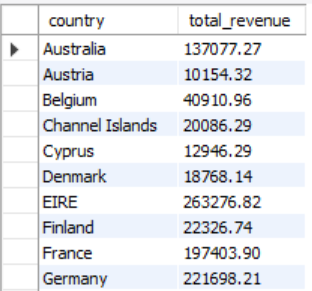 country total_revenue
Australia 137077.27
Austria 10154.32
Belgium 40910.96
Channel Islands 20086.29
Cyprus 12946.29
Denmark 18768.14
EIRE 263276.82
Finland 22326.74
France 197403.90
Germany 221698.21